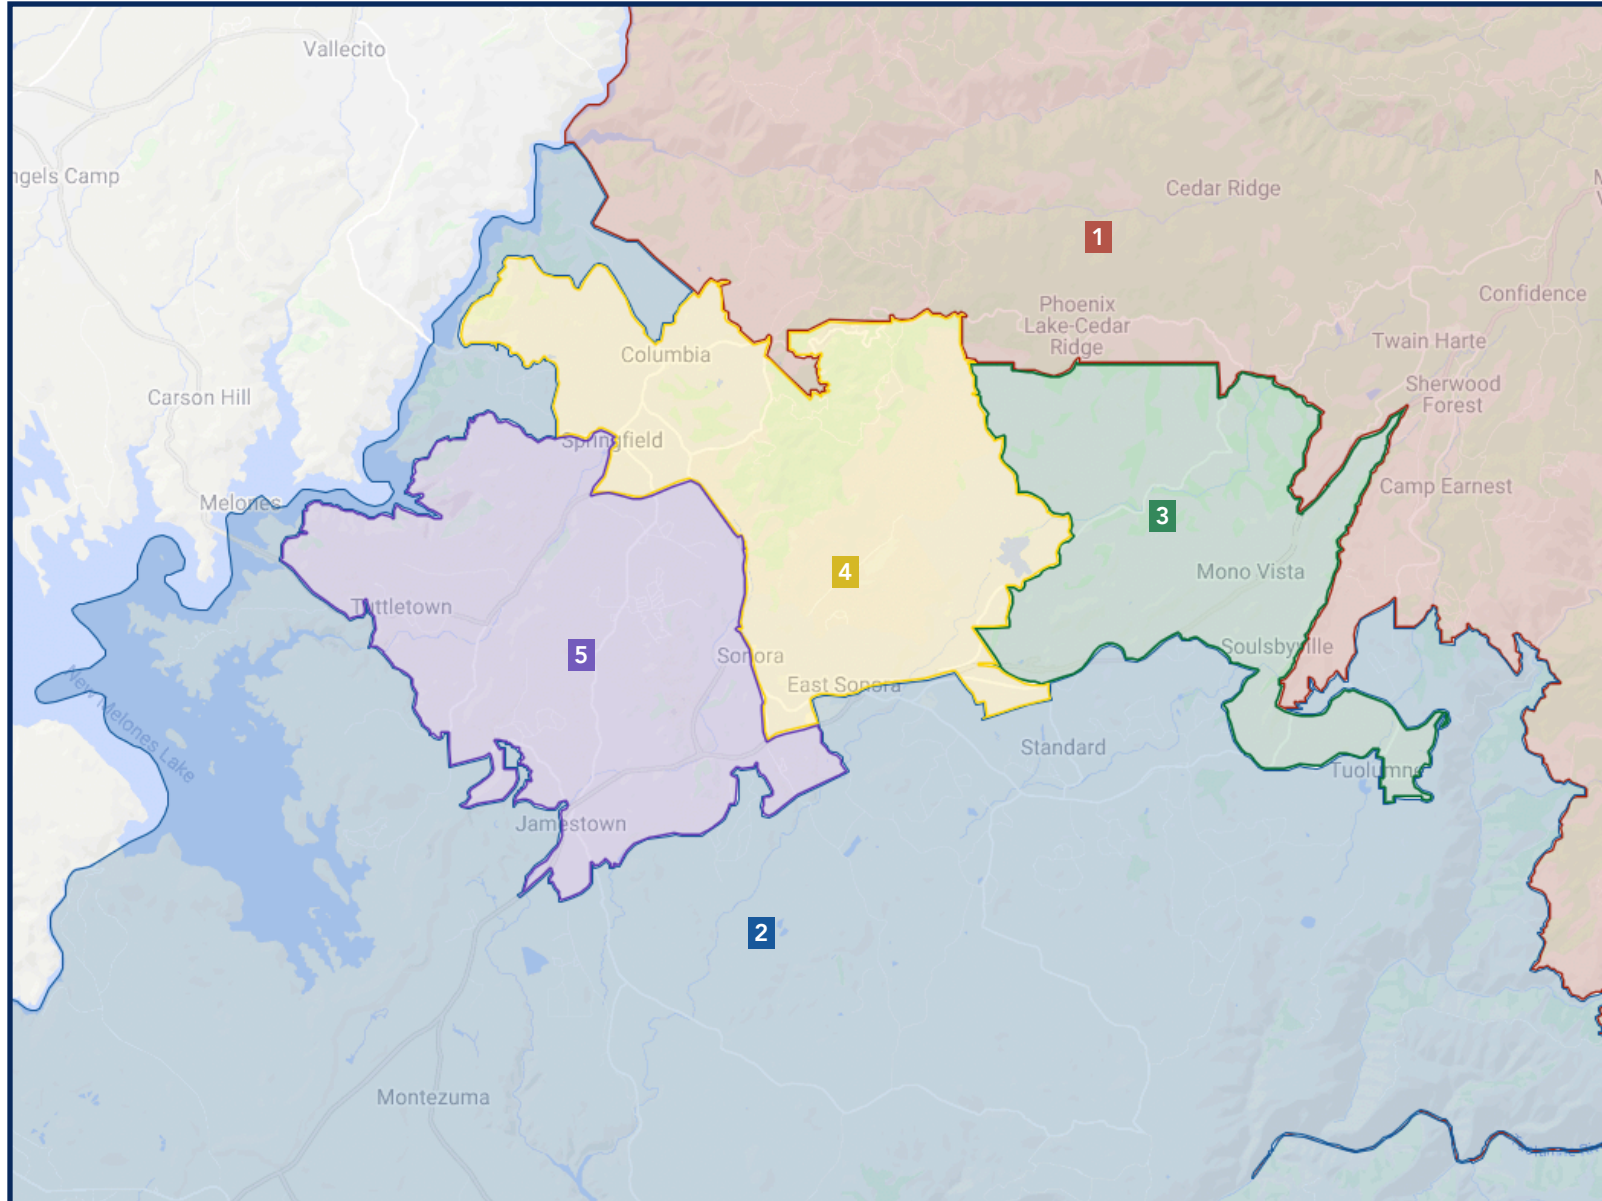 Vallecito
ngels Camp
Cedar Ridge
1
Confidence
Phoenix
Lake-Cedar
Ridge
Twain Harte
Columbia
Sherwood
Forest
Carson Hill
Springfield
Camp Earnest
Melones
3
4
Mono Vista
Tuttletown
Soulsbyville
5
Sonora
East Sonora
New Melones Lake
Standard
Tuolumne
Jamestown
2
Montezuma